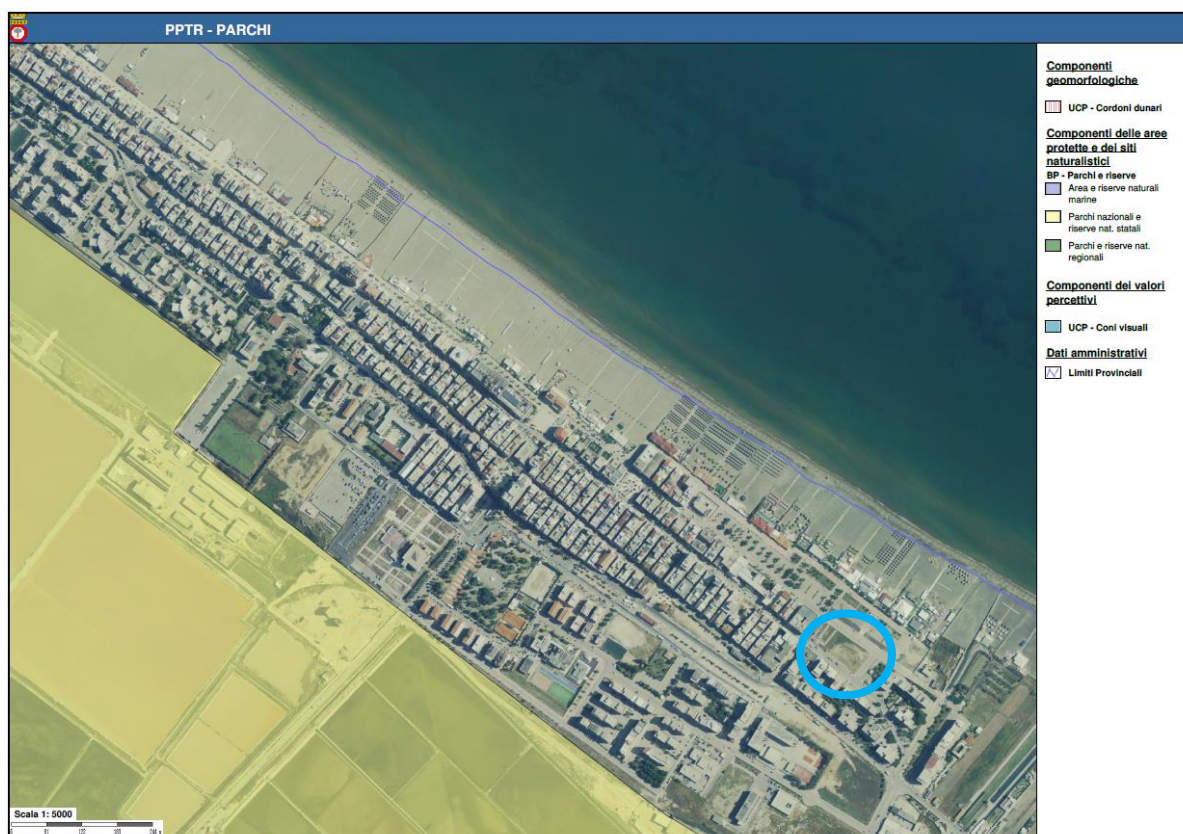 PPTR - PARCHI
Componenti
geomorfologiche
UCP - Cordoni dunari
Componenti delle aree
protette e dei siti
naturalistici
BP - Parchi e riserve
Area e riserve naturali
marine
Parchi nazionali e
riserve nat. statali
Parchi e riserve nat.
regionali
Componenti dei valori
percettivi
UCP - Coni visuali
Dati amministrativi
Limiti Provinciali
Scala 1: 5000